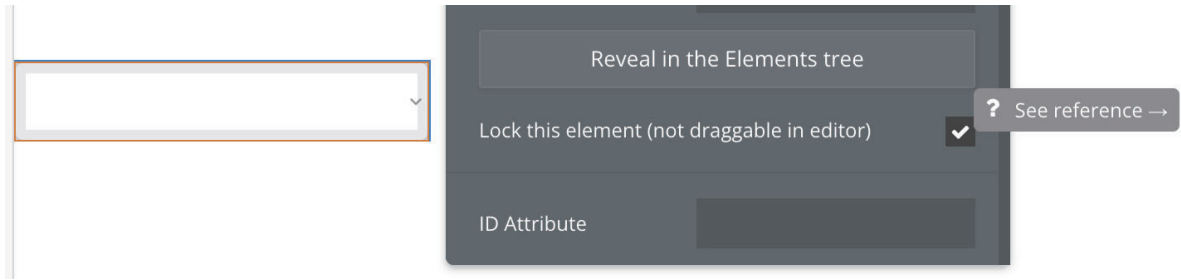 Reveal in the Elements tree
? See reference →
Lock this element (not draggable in editor)
ID Attribute